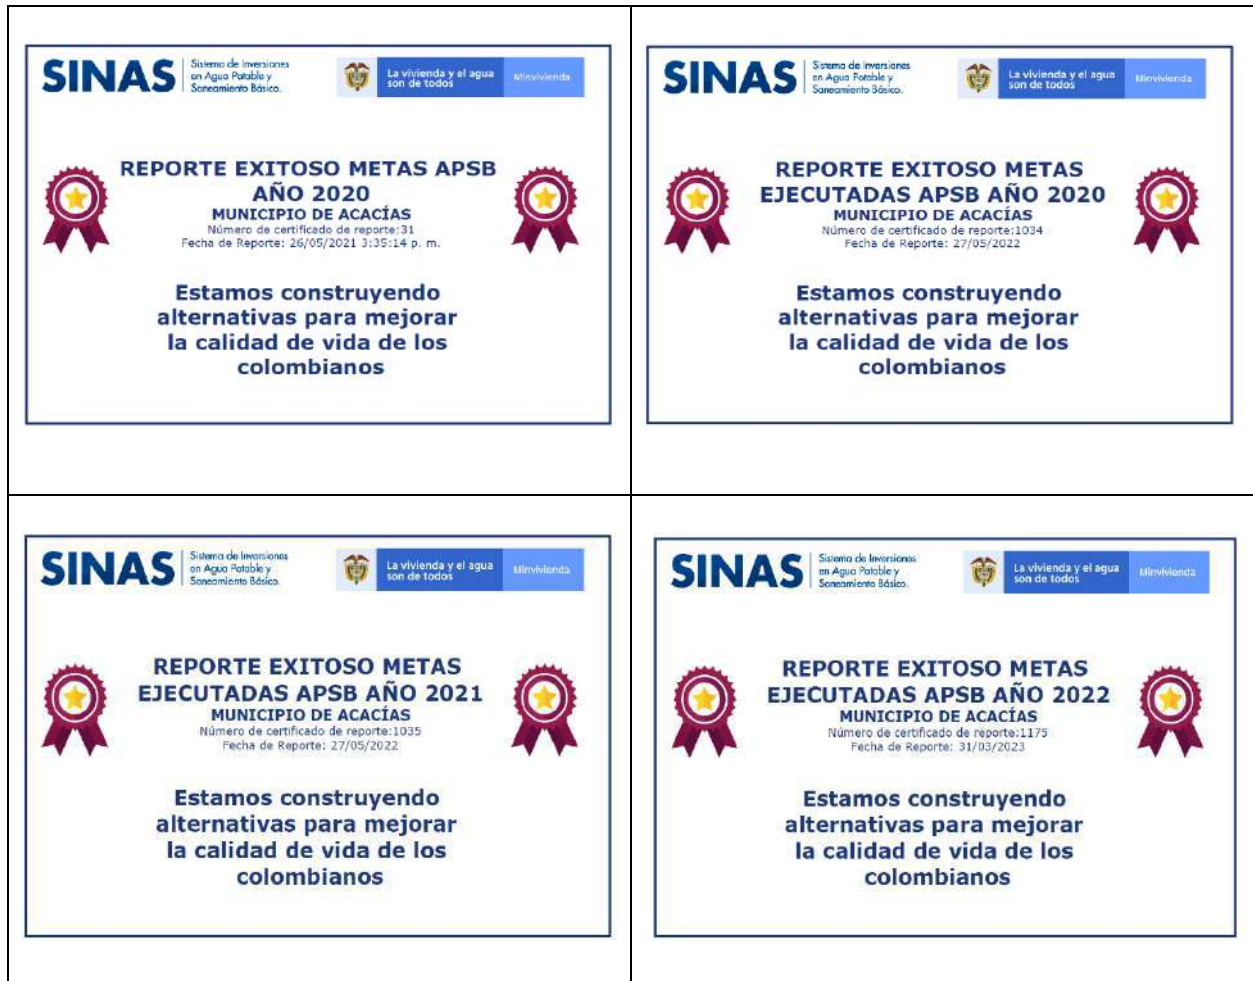 SINAS
Sistema de Inversiones
en Agua Potable y
Saneamiento Básico.
La vivienda y el agua
son de todos
Minvivienda
REPORTE EXITOSO METAS APSB
AÑO 2020
MUNICIPIO DE ACACÍAS
Número de certificado de reporte:31
Fecha de Reporte: 26/05/2021 3:35:14 p. m.
Estamos construyendo
alternativas para mejorar
la calidad de vida de los
colombianos
SINAS
Sistema de Inversiones
en Agua Potable y
Saneamiento Básico.
La vivienda y el agua
son de todos
Minvivienda
REPORTE EXITOSO METAS
EJECUTADAS APSB AÑO 2020
MUNICIPIO DE ACACÍAS
Número de certificado de reporte:1034
Fecha de Reporte: 27/05/2022
Estamos construyendo
alternativas para mejorar
la calidad de vida de los
colombianos
SINAS
Sistema de Inversiones
en Agua Potable y
Saneamiento Básico.
La vivienda y el agua
son de todos
Minvivienda
REPORTE EXITOSO METAS
EJECUTADAS APSB AÑO 2021
MUNICIPIO DE ACACÍAS
Número de certificado de reporte:1035
Fecha de Reporte: 27/05/2022
Estamos construyendo
alternativas para mejorar
la calidad de vida de los
colombianos
SINAS
Sistema de Inversiones
en Agua Potable y
Saneamiento Básico.
La vivienda y el agua
son de todos
Minvivienda
REPORTE EXITOSO METAS
EJECUTADAS APSB AÑO 2022
MUNICIPIO DE ACACÍAS
Número de certificado de reporte:1175
Fecha de Reporte: 31/03/2023
Estamos construyendo
alternativas para mejorar
la calidad de vida de los
colombianos